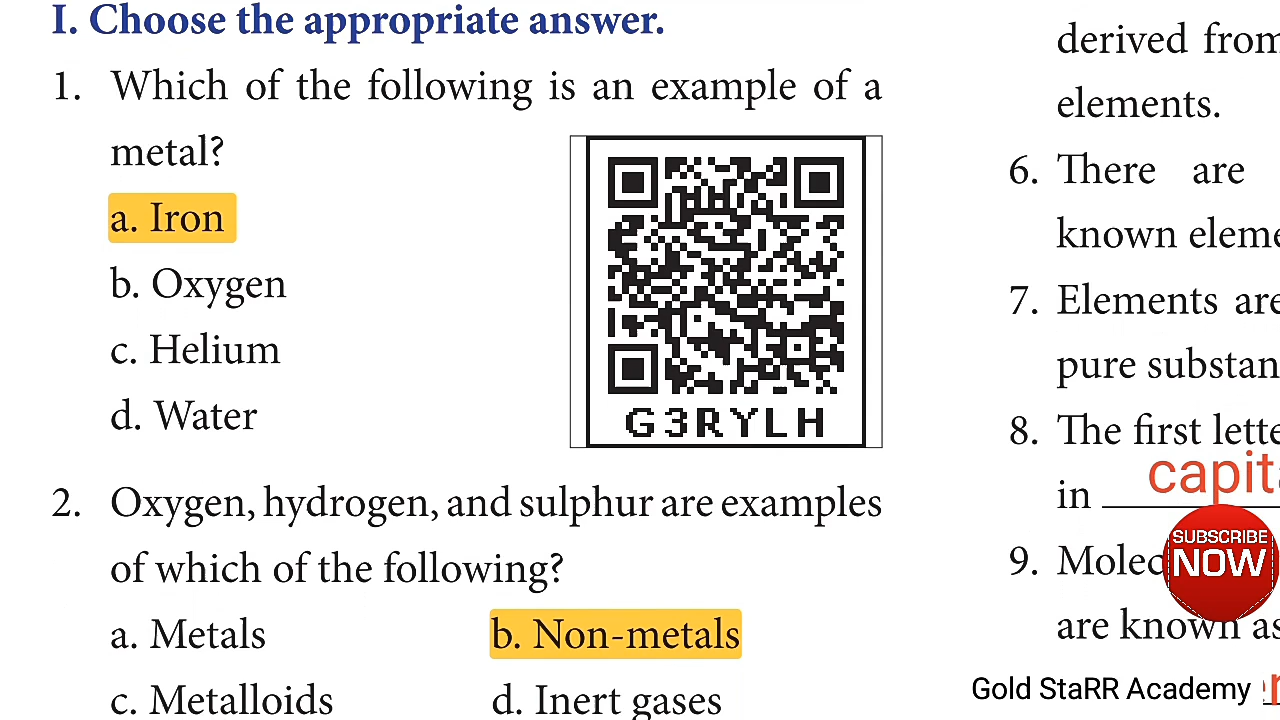 I. Choose the appropriate answer.
1. Which of the following is an example of a
metal?
a. Iron
b. Oxygen
c. Helium
d. Water
G3RYLH
2. Oxygen, hydrogen, and sulphur are examples
of which of the following?
a. Metals b. Non-metals
c. Metalloids d. Inert gases
derived from
elements.
6. There are
known eleme
7. Elements are
pure substan
8. The first lette
capita
in
SUBSCRIBE
NOW
9. Molec
are known as
Gold StaRR Academy